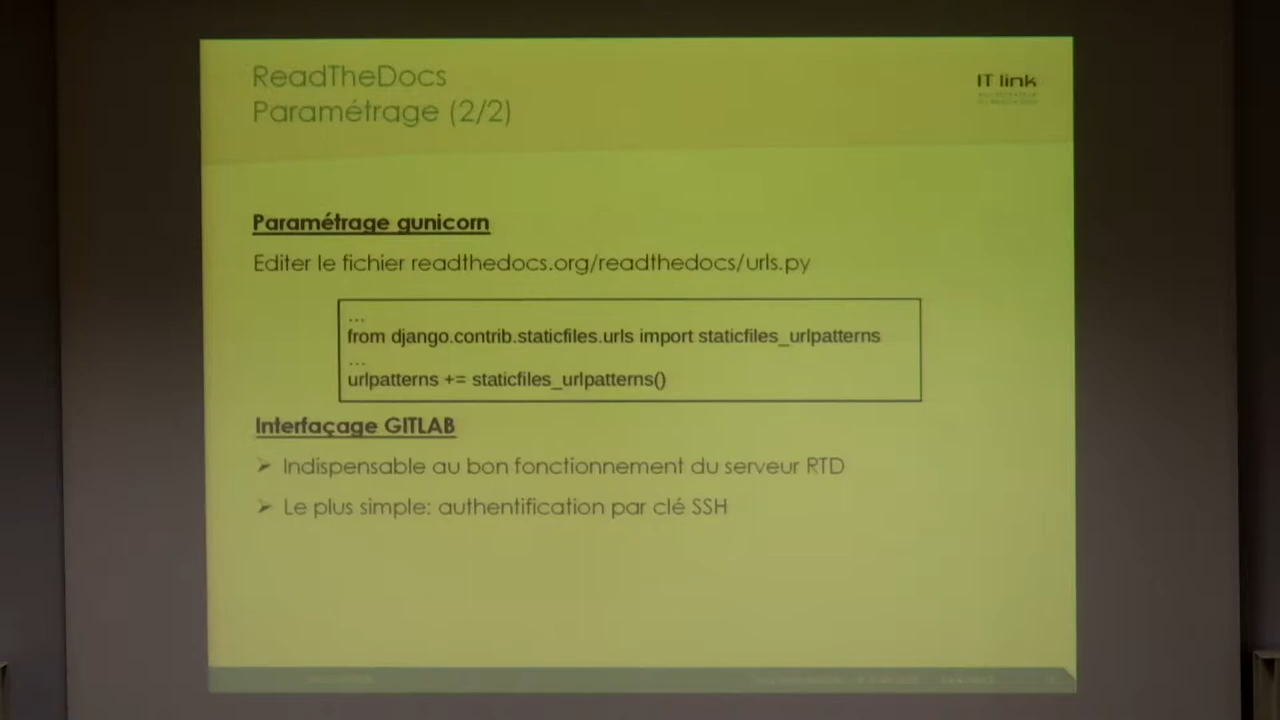 ReadTheDocs
Paramétrage (2/2)
IT link
Paramétrage gunicorn
Editer le fichier readthedocs.org/readthedocs/urls.py
...
from django.contrib.staticfiles.urls import staticfiles_urlpatterns
...
urlpatterns += staticfiles_urlpatterns()
Interfaçage GITLAB
➢ Indispensable au bon fonctionnement du serveur RTD
➢ Le plus simple: authentification par clé SSH